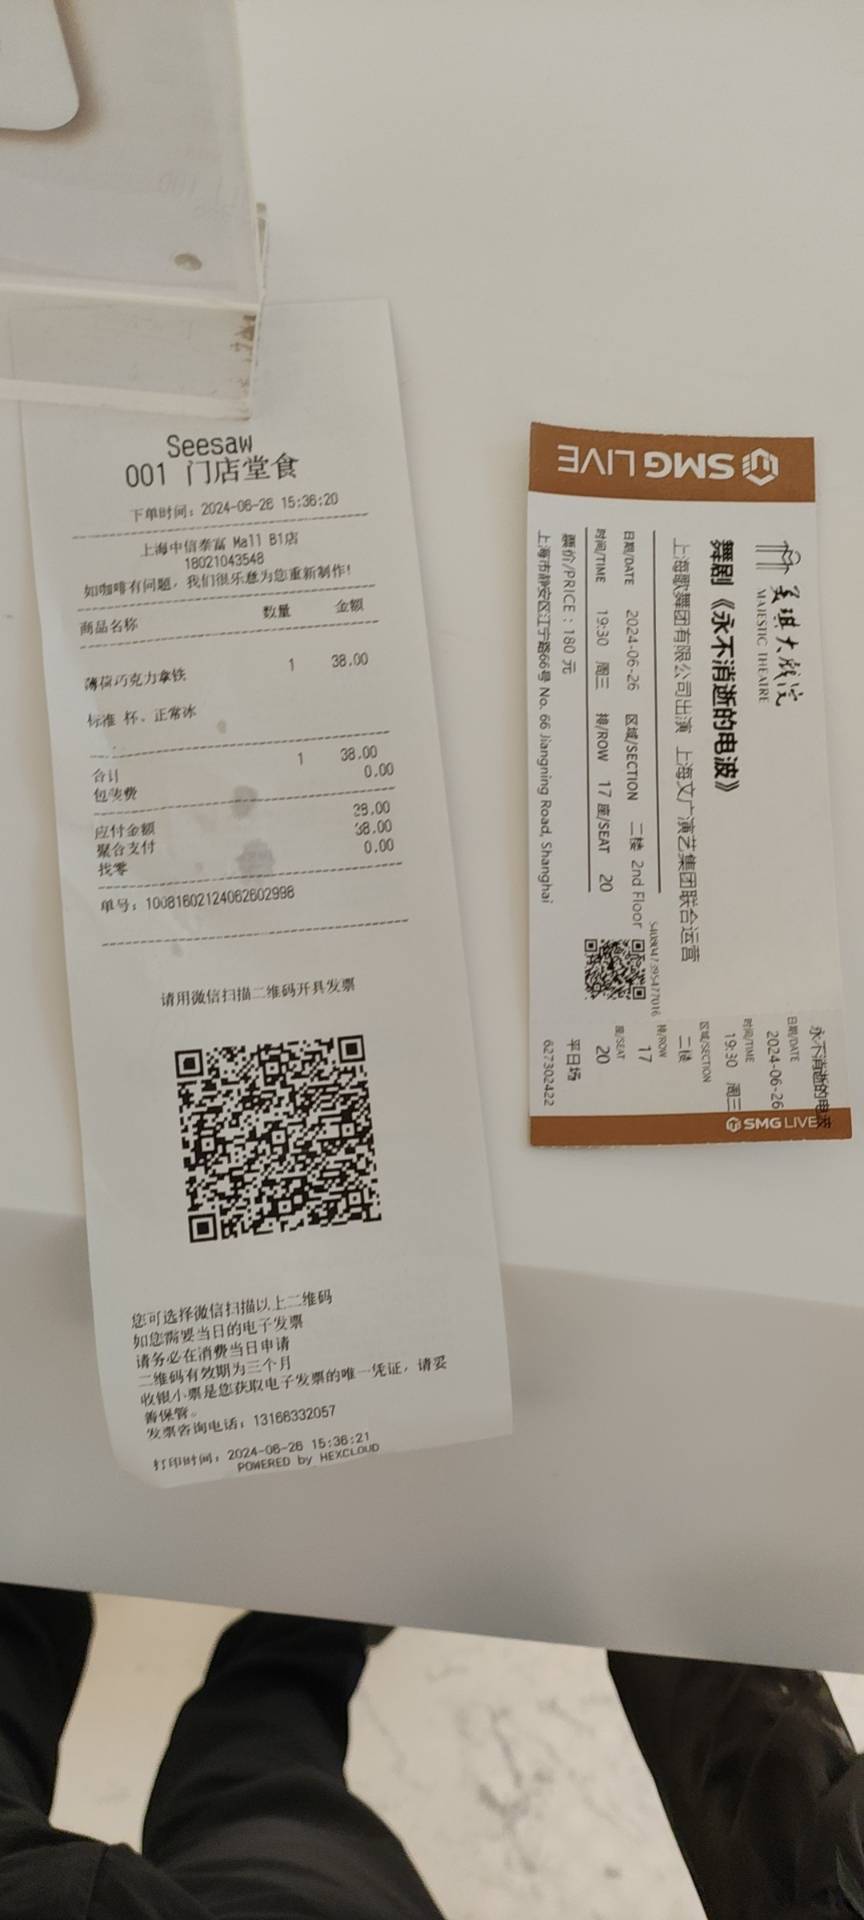 Seesaw
001 门店堂食
下单时间：2024-06-26 15:36:20
上海中信泰富 Mall B1店
18021043548
如咖啡有问题，我们很乐意为您重新制作！
商品名称 数量 金额
薄荷巧克力拿铁 1 38.00
标准 杯、正常冰
合计 1 38.00
包装费 0.00
应付金额 38.00
聚合支付 38.00
找零 0.00
单号：10081602124062602998
请用微信扫描二维码开具发票
您可选择微信扫描以上二维码
如您需要当日的电子发票
请务必在消费当日申请
二维码有效期为三个月
收银小票是您获取电子发票的唯一凭证，请妥
善保管。
发票咨询电话：13166332057
打印时间：2024-06-26 15:36:21
POWERED by HEXCLOUD
SMG LIVE
美琪大戏院
MAJESTIC THEATRE
舞剧《永不消逝的电波》
上海歌舞团有限公司出演 上海文广演艺集团联合运营
日期/DATE 2024-06-26 区域/SECTION 二楼 2nd Floor
时间/TIME 19:30 周三 排/ROW 17 座/SEAT 20
票价/PRICE：180 元
上海市静安区江宁路66号 No. 66 Jiangning Road, Shanghai
永不消逝的电波
日期/DATE
2024-06-26
时间/TIME
19:30 周三
区域/SECTION
二楼
排/ROW
17
座/SEAT
20
平日场
627302422
SMG LIVE